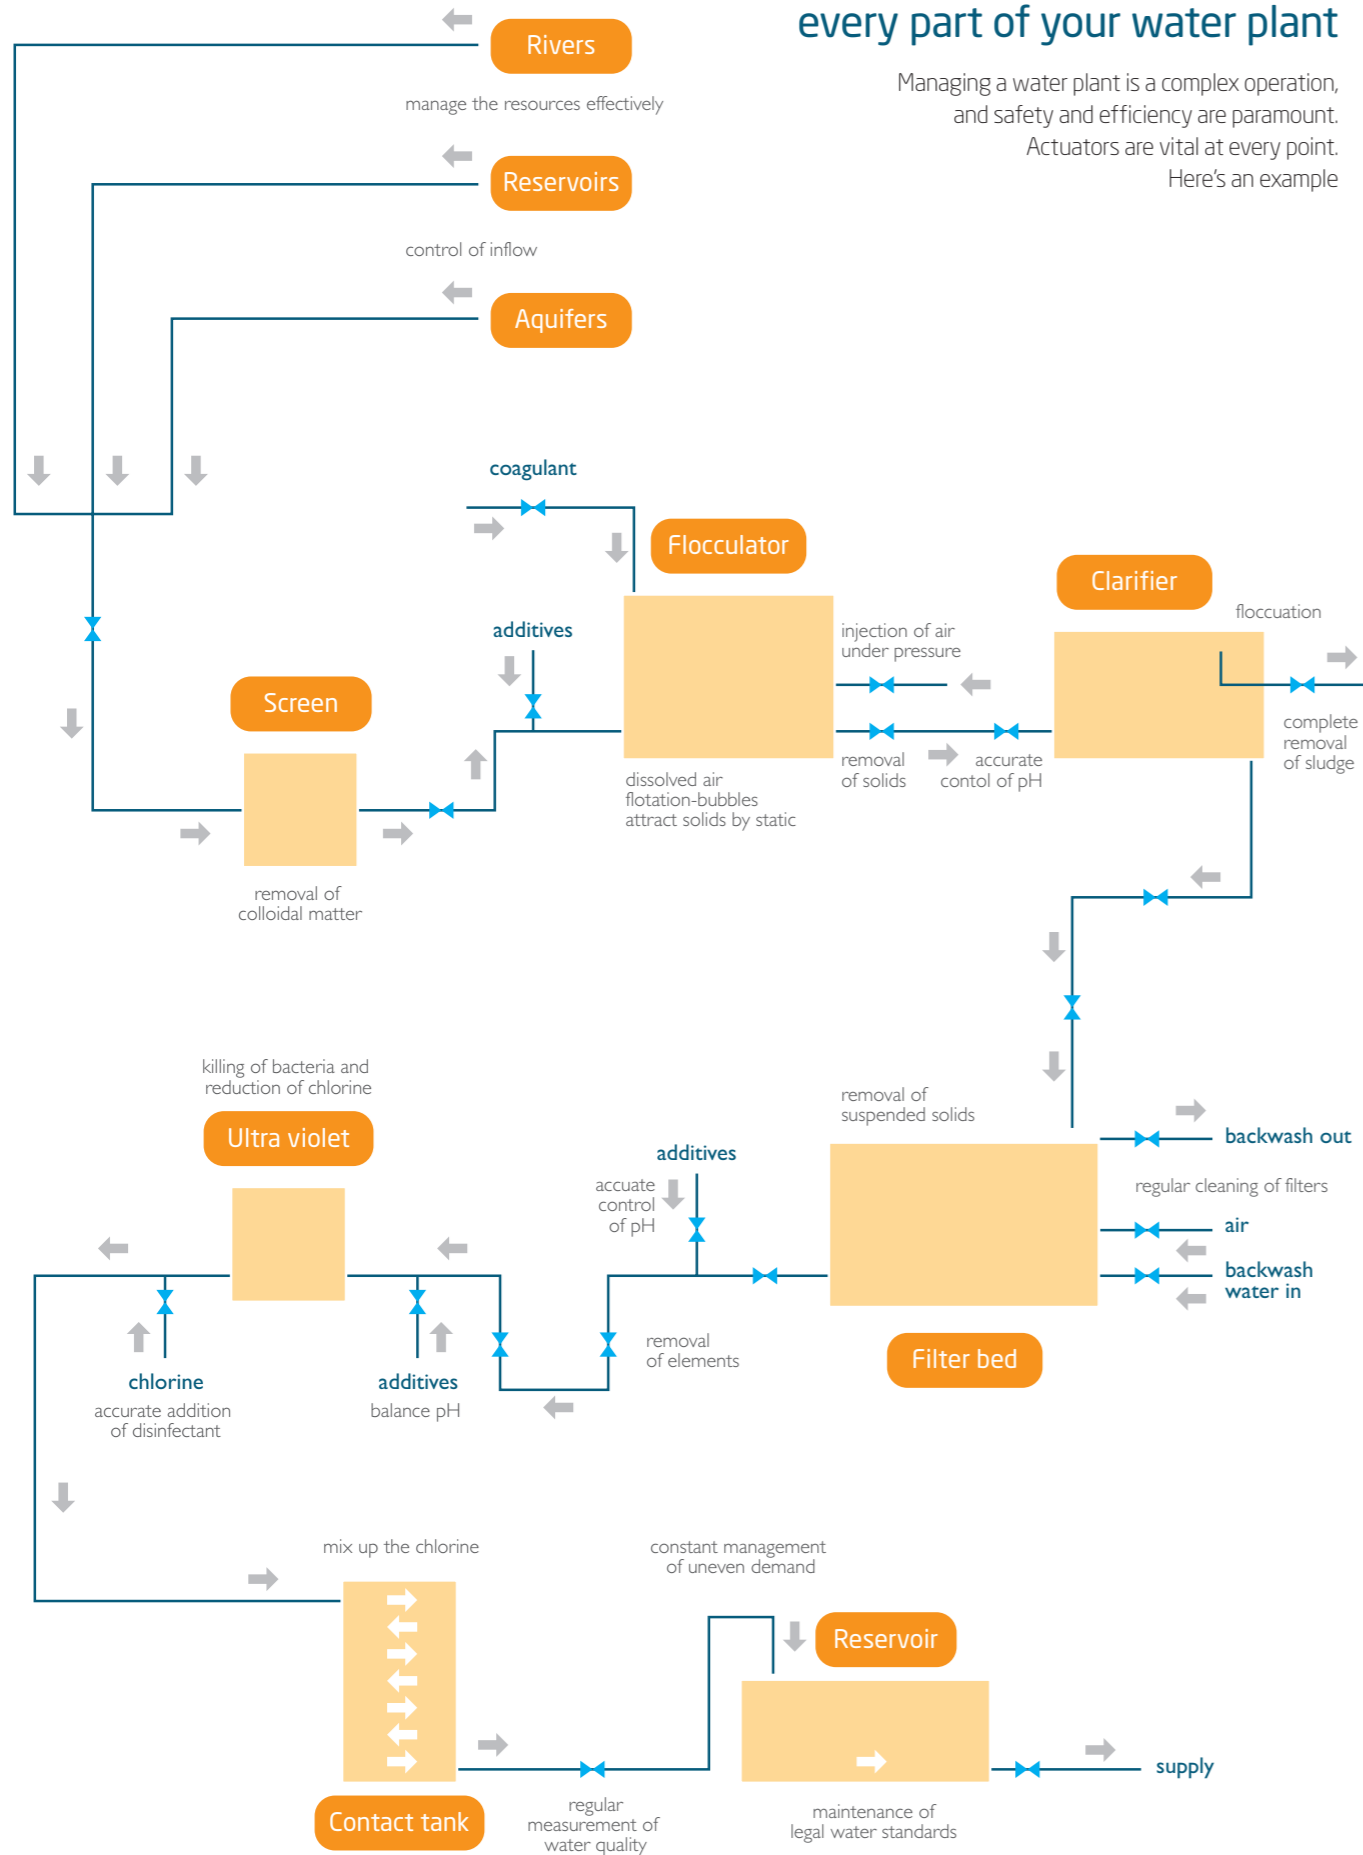 every part of your water plant
Managing a water plant is a complex operation,
and safety and efficiency are paramount.
Actuators are vital at every point.
Here's an example
Rivers
manage the resources effectively
Reservoirs
control of inflow
Aquifers
coagulant
Flocculator
Clarifier
floccuation
additives
injection of air
under pressure
Screen
complete
removal
of sludge
removal
of solids
accurate
contol of pH
dissolved air
flotation-bubbles
attract solids by static
removal of
colloidal matter
killing of bacteria and
reduction of chlorine
Ultra violet
removal of
suspended solids
additives
accuate
control
of pH
backwash out
regular cleaning of filters
air
backwash
water in
removal
of elements
Filter bed
chlorine
accurate addition
of disinfectant
additives
balance pH
mix up the chlorine
constant management
of uneven demand
Reservoir
supply
Contact tank
regular
measurement of
water quality
maintenance of
legal water standards